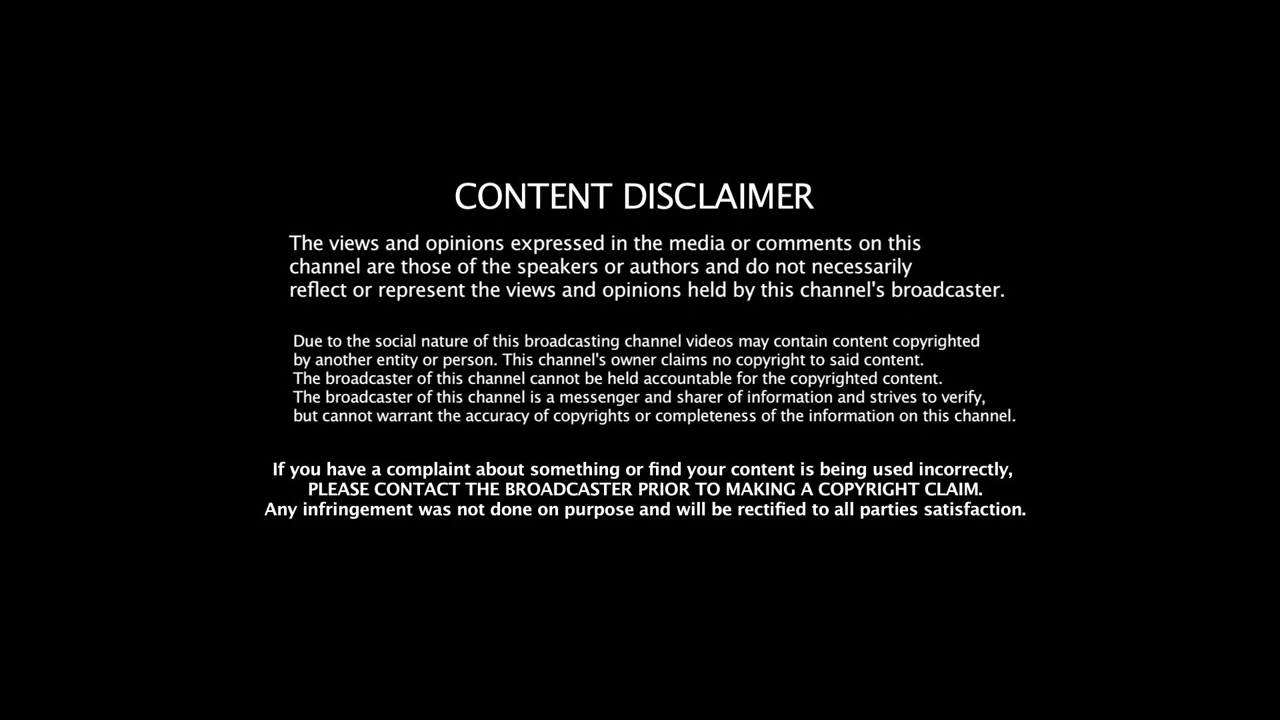 CONTENT DISCLAIMER
The views and opinions expressed in the media or comments on this
channel are those of the speakers or authors and do not necessarily
reflect or represent the views and opinions held by this channel's broadcaster.
Due to the social nature of this broadcasting channel videos may contain content copyrighted
by another entity or person. This channel's owner claims no copyright to said content.
The broadcaster of this channel cannot be held accountable for the copyrighted content.
The broadcaster of this channel is a messenger and sharer of information and strives to verify,
but cannot warrant the accuracy of copyrights or completeness of the information on this channel.
If you have a complaint about something or find your content is being used incorrectly,
PLEASE CONTACT THE BROADCASTER PRIOR TO MAKING A COPYRIGHT CLAIM.
Any infringement was not done on purpose and will be rectified to all parties satisfaction.